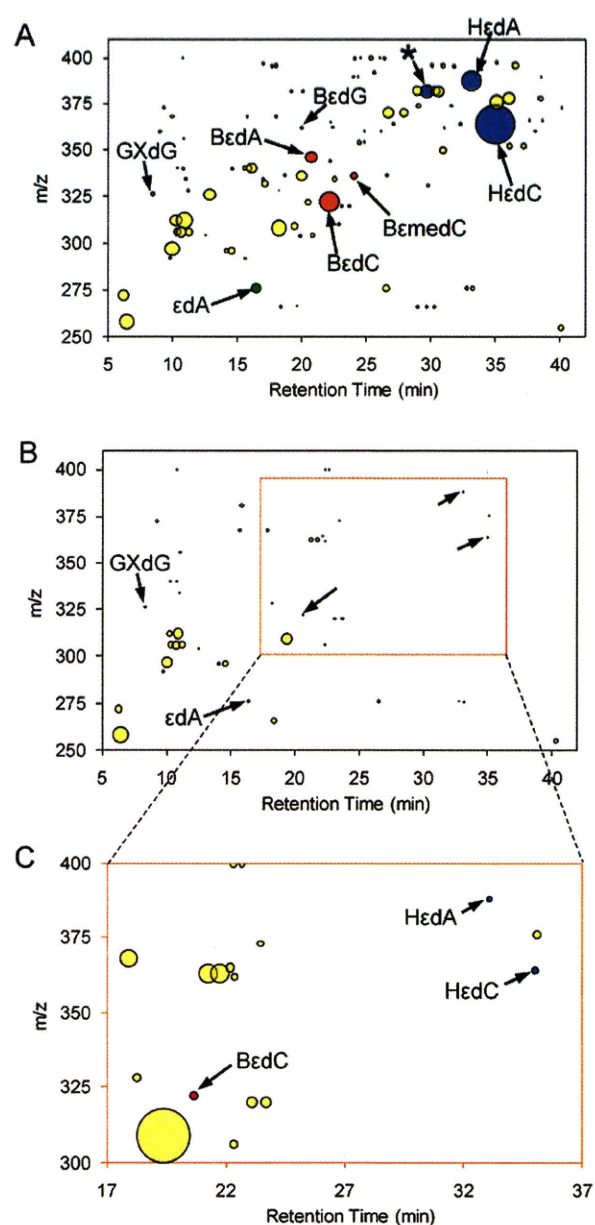 A
400
*
HεdA
375
BεdG
BεdA
350
GXdG
m/z
325
HεdC
BεmedC
300
BεdC
275
εdA
250
5 10 15 20 25 30 35 40
Retention Time (min)
B
400
375
GXdG
350
m/z
325
300
275
εdA
250
5 10 15 20 25 30 35 40
Retention Time (min)
C
400
HεdA
375
HεdC
m/z
350
BεdC
325
300
17 22 27 32 37
Retention Time (min)